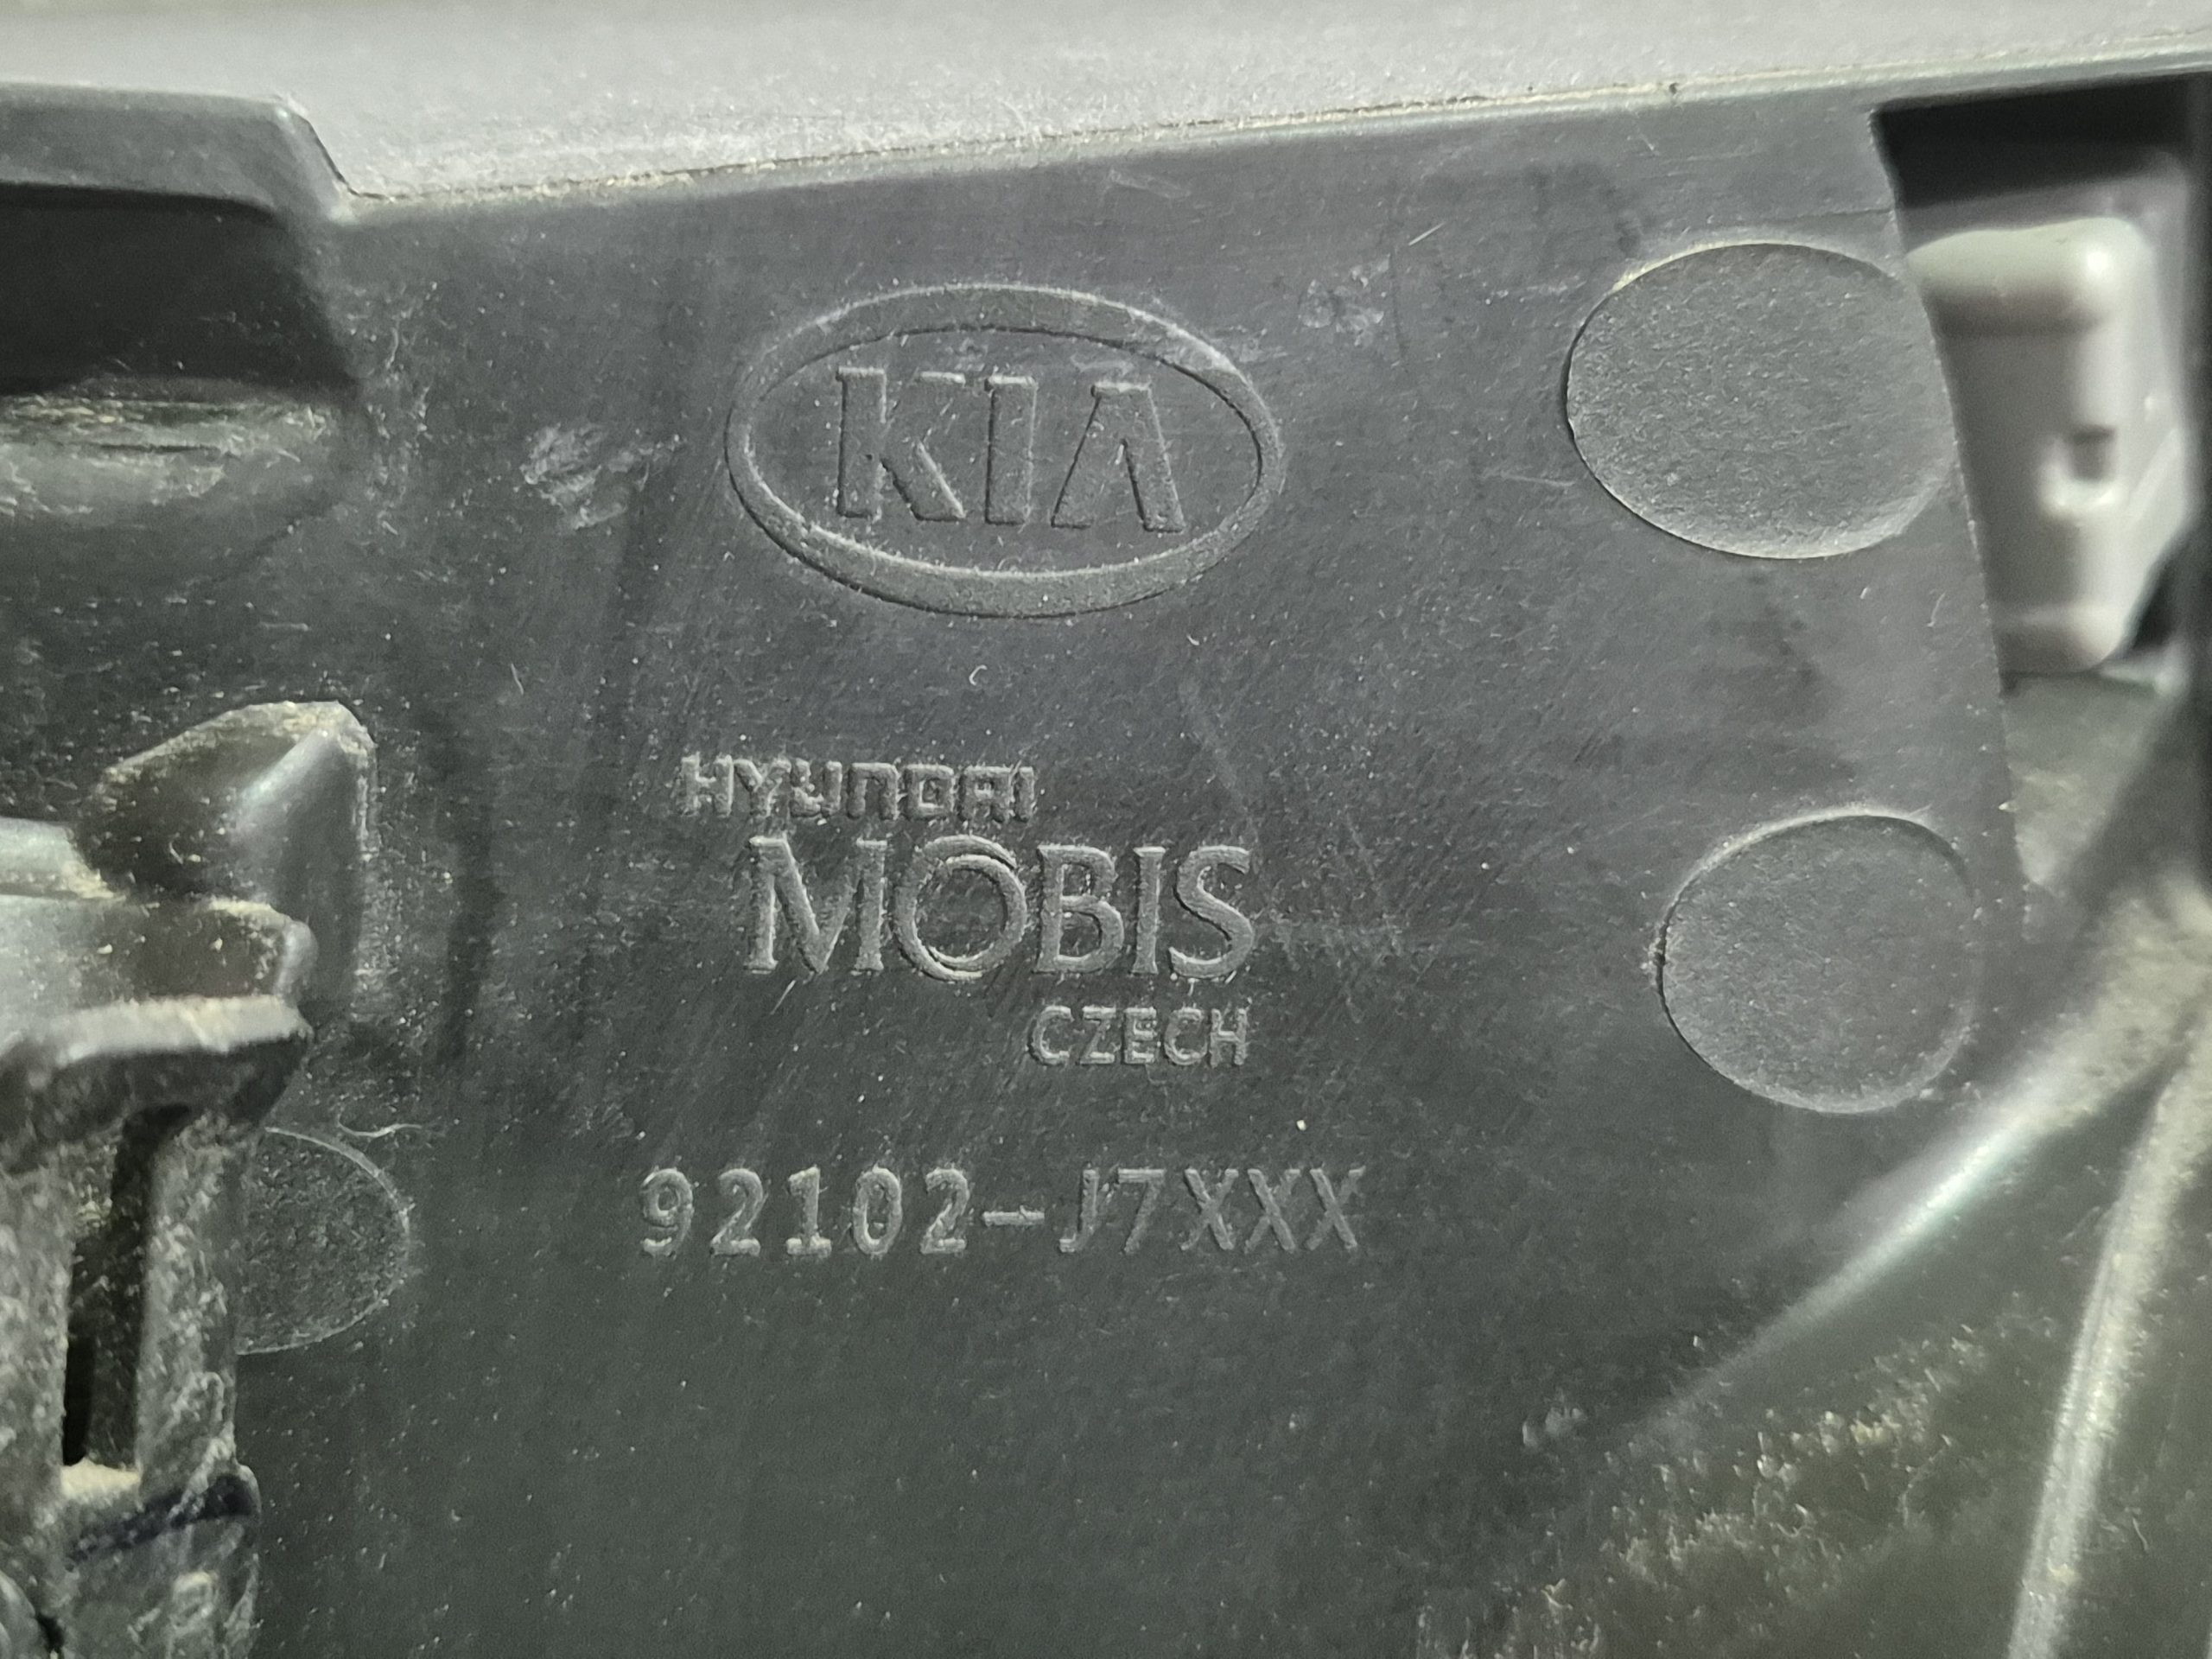 KIA
HYUNDAI
MOBIS
CZECH
92102-J7XXX